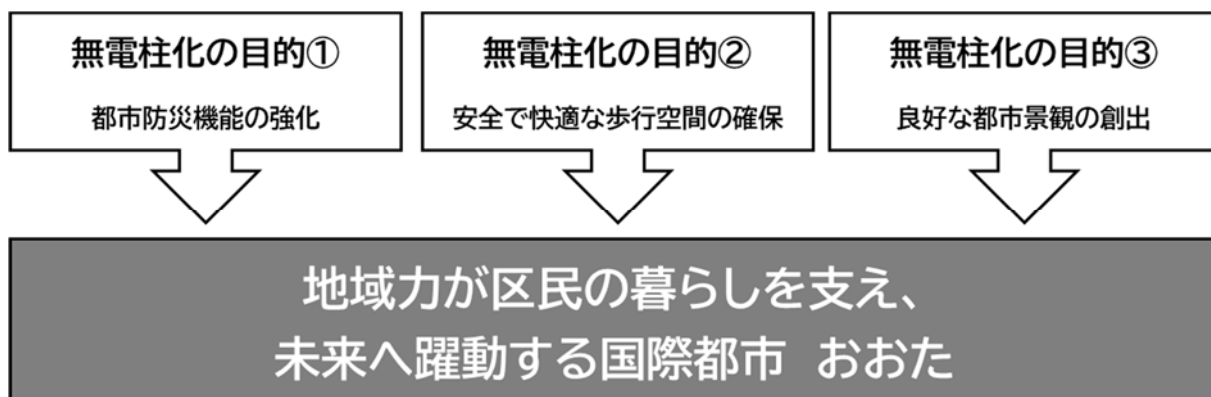 無電柱化の目的①
都市防災機能の強化
無電柱化の目的②
安全で快適な歩行空間の確保
無電柱化の目的③
良好な都市景観の創出
地域力が区民の暮らしを支え、
未来へ躍動する国際都市　おおた